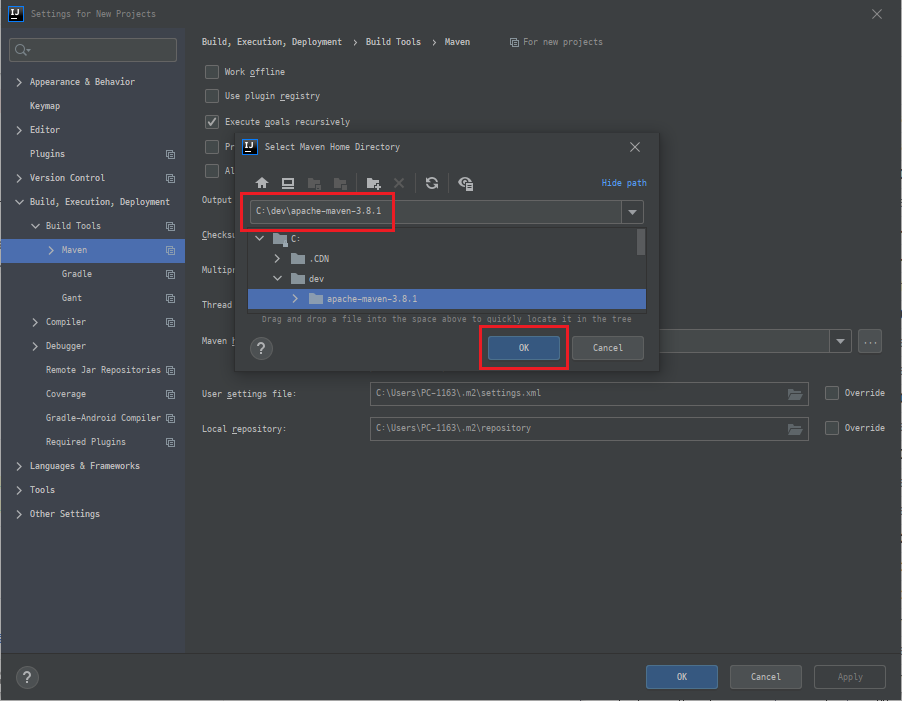 IJ Settings for New Projects
Build, Execution, Deployment > Build Tools > Maven For new projects
Appearance & Behavior
Keymap
Editor
Plugins
Version Control
Build, Execution, Deployment
Build Tools
Maven
Gradle
Gant
Compiler
Debugger
Remote Jar Repositories
Coverage
Gradle-Android Compiler
Required Plugins
Languages & Frameworks
Tools
Other Settings
Work offline
Use plugin registry
Execute goals recursively
Pr
Al
Output
Checksu
Multipr
Thread
Maven
IJ Select Maven Home Directory
Hide path
C:\dev\apache-maven-3.8.1
C:
.CDN
dev
apache-maven-3.8.1
Drag and drop a file into the space above to quickly locate it in the tree
? OK Cancel
...
User settings file: C:\Users\PC-1163\.m2\settings.xml Override
Local repository: C:\Users\PC-1163\.m2\repository Override
? OK Cancel Apply